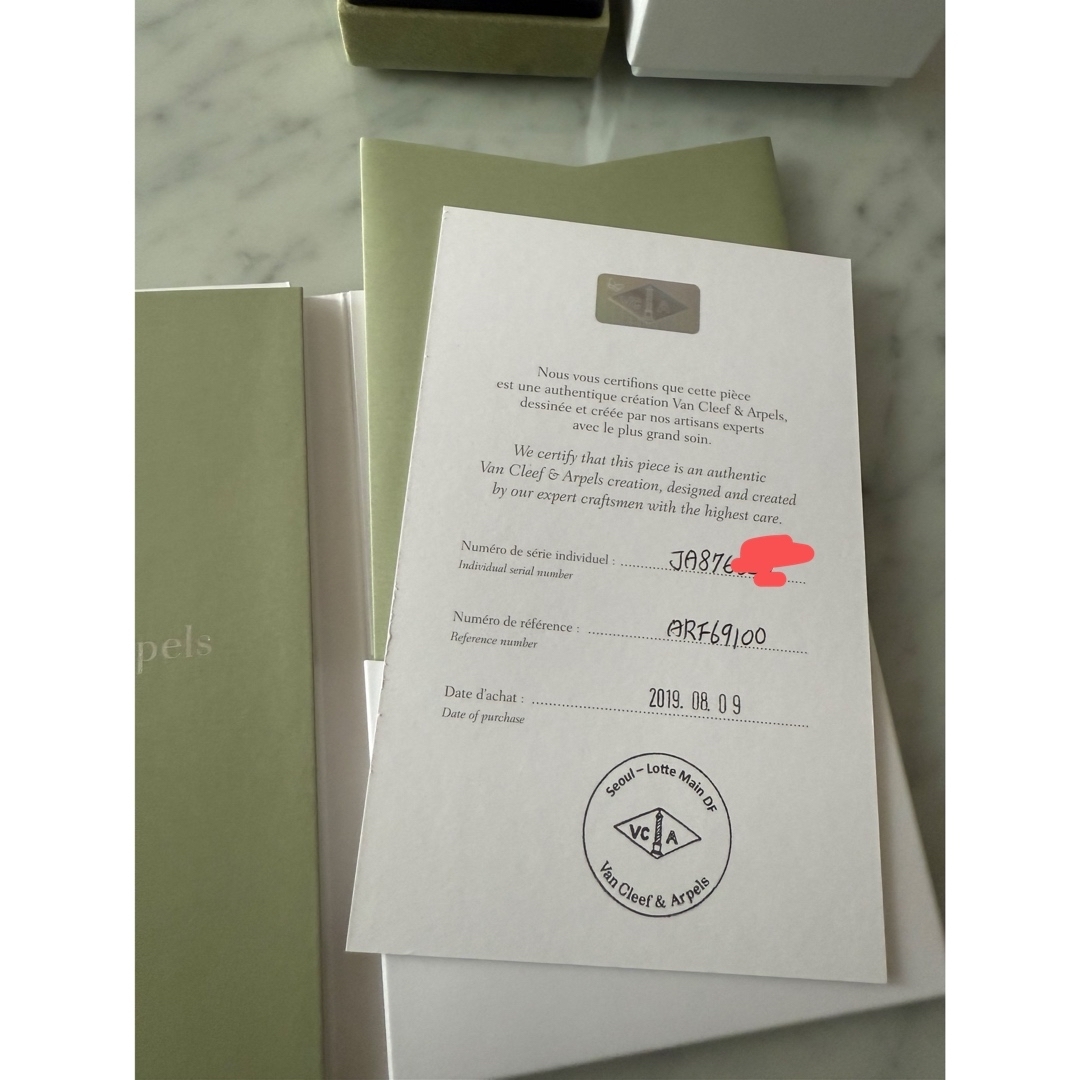 Nous vous certifions que cette pièce
est une authentique création Van Cleef & Arpels,
dessinée et créée par nos artisans experts
avec le plus grand soin.
We certify that this piece is an authentic
Van Cleef & Arpels creation, designed and created
by our expert craftsmen with the highest care.
Numéro de série individuel : JA876
Individual serial number
Numéro de référence : ARF69100
Reference number
Date d'achat : 2019. 08. 09
Date of purchase
Seoul – Lotte Main DF
VC A
Van Cleef & Arpels
pels